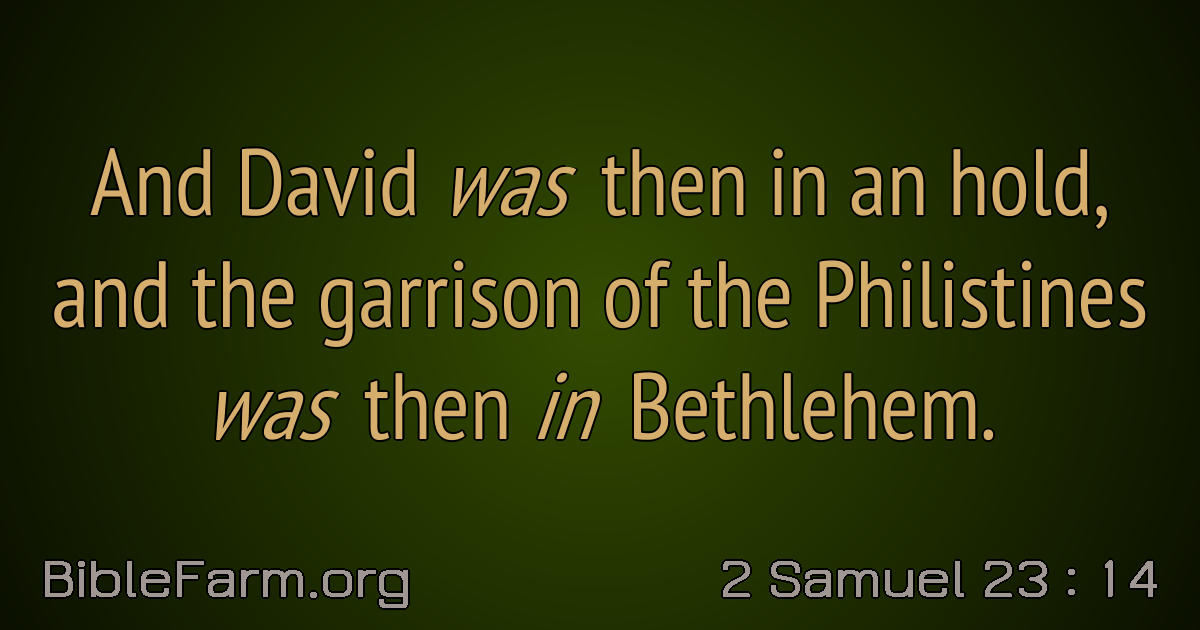 And David was then in an hold,
and the garrison of the Philistines
was then in Bethlehem.
BibleFarm.org
2 Samuel 23 : 14